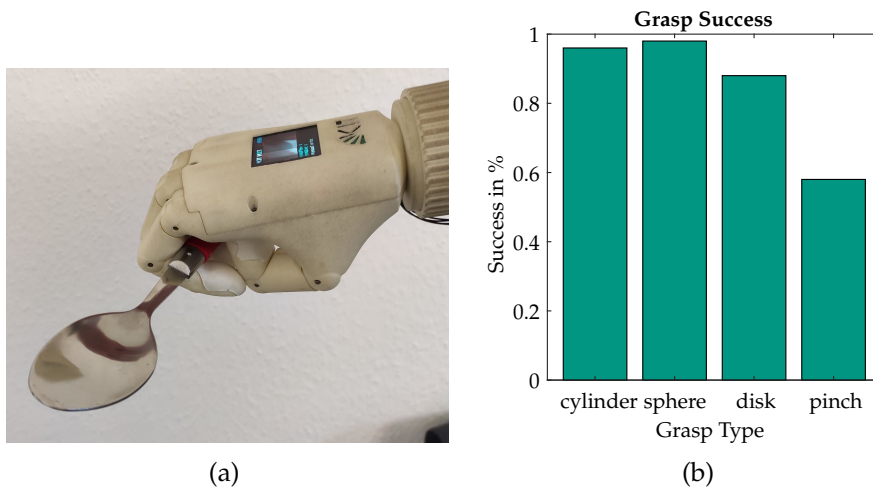 Grasp Success
1
0.8
0.6
0.4
0.2
0
Success in %
cylinder sphere disk pinch
Grasp Type
(a)
(b)